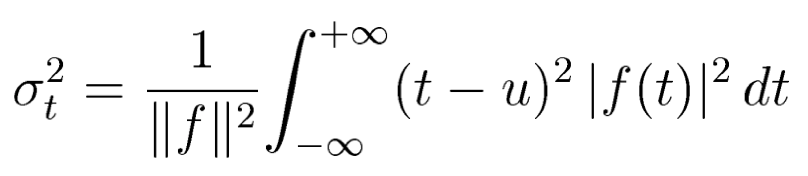 σ_t^2 = \frac{1}{\|f\|^2} \int_{-\infty}^{+\infty} (t - u)^2 |f(t)|^2 dt